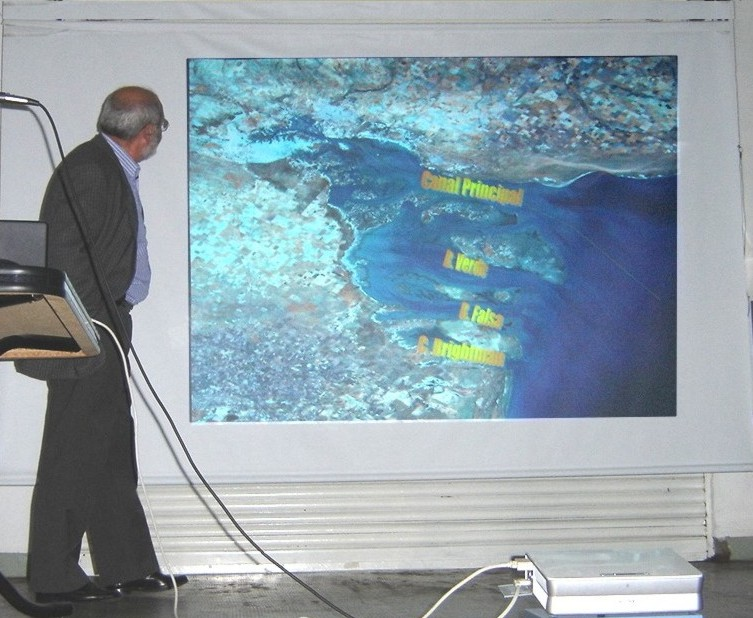 Canal Principal
B. Verde
B. Falsa
C. Brightman